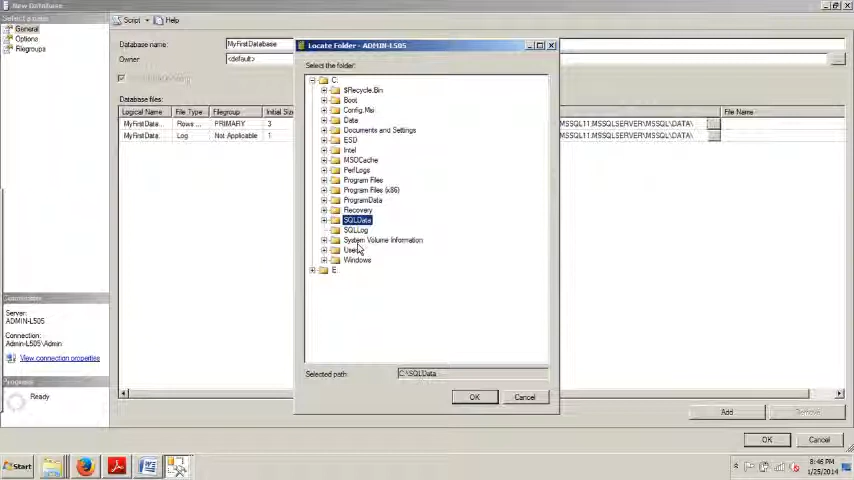 New Database
Select a page
General
Options
Filegroups
Script
Help
Database name:
MyFirstDatabase
Owner:
<default>
Database files:
Logical Name
File Type
Filegroup
Initial Size
File Name
MyFirstData...
Rows ...
PRIMARY
3
MSSQL11.MSSQLSERVER\MSSQL\DATA\
MyFirstData...
Log
Not Applicable
1
MSSQL11.MSSQLSERVER\MSSQL\DATA\
Locate Folder - ADMIN-L505
Select the folder:
C:
$Recycle.Bin
Boot
Config.Msi
Data
Documents and Settings
ESD
Intel
MSOCache
PerfLogs
Program Files
Program Files (x86)
ProgramData
Recovery
SQLData
SQLLog
System Volume Information
Users
Windows
E:
Selected path:
C:\SQLData
OK
Cancel
Connection
Server:
ADMIN-L505
Connection:
Admin-L505\Admin
View connection properties
Progress
Ready
Add
Remove
OK
Cancel
Start
8:46 PM
1/25/2014